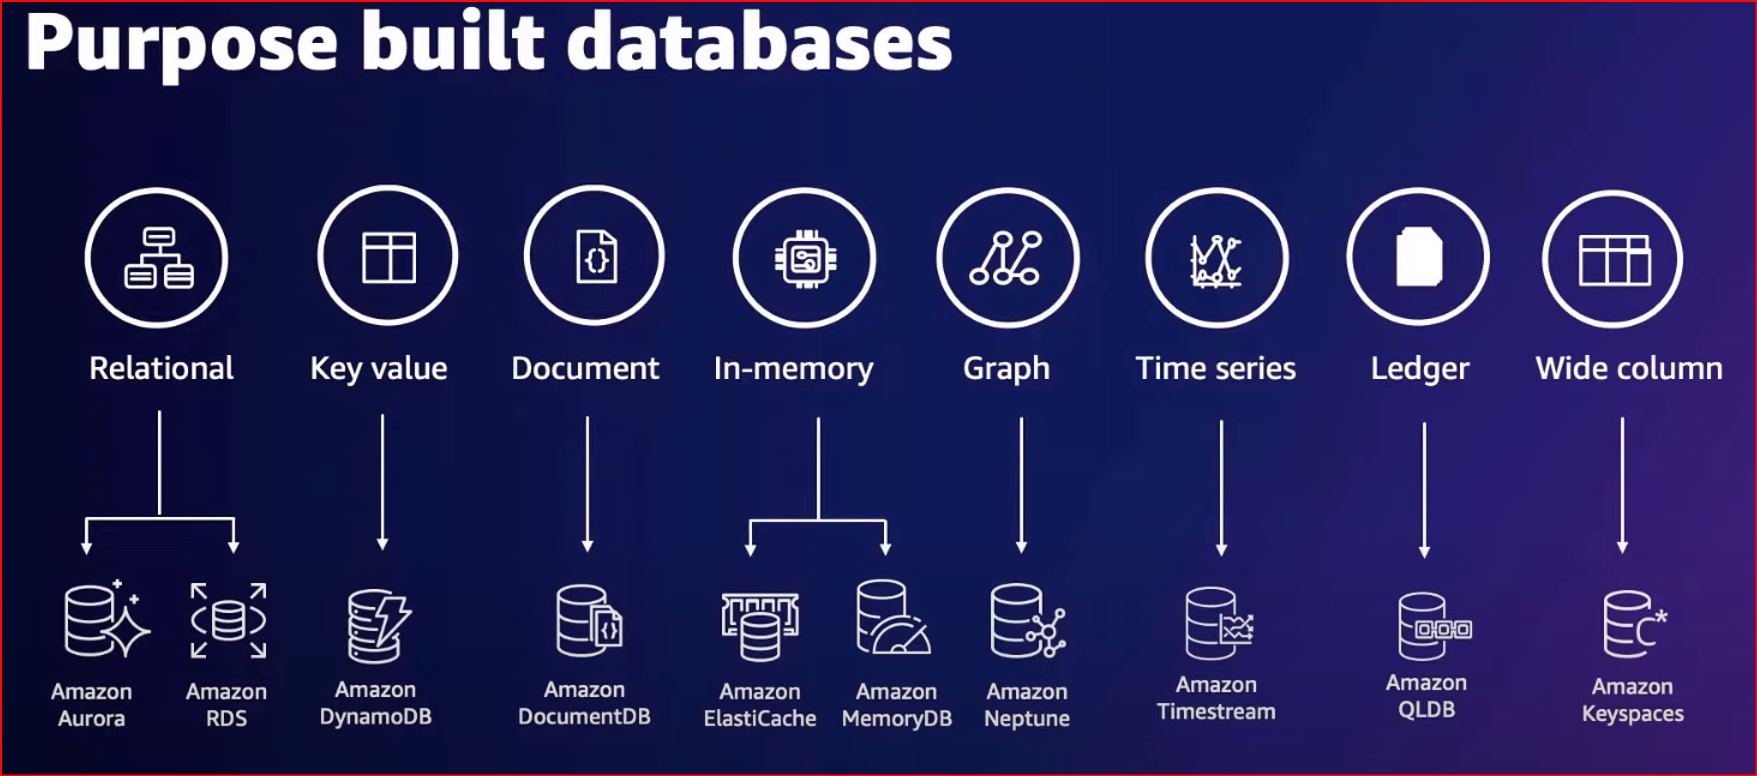 Purpose built databases
Relational
Key value
Document
In-memory
Graph
Time series
Ledger
Wide column
Amazon
Aurora
Amazon
RDS
Amazon
DynamoDB
Amazon
DocumentDB
Amazon
ElastiCache
Amazon
MemoryDB
Amazon
Neptune
Amazon
Timestream
Amazon
QLDB
Amazon
Keyspaces